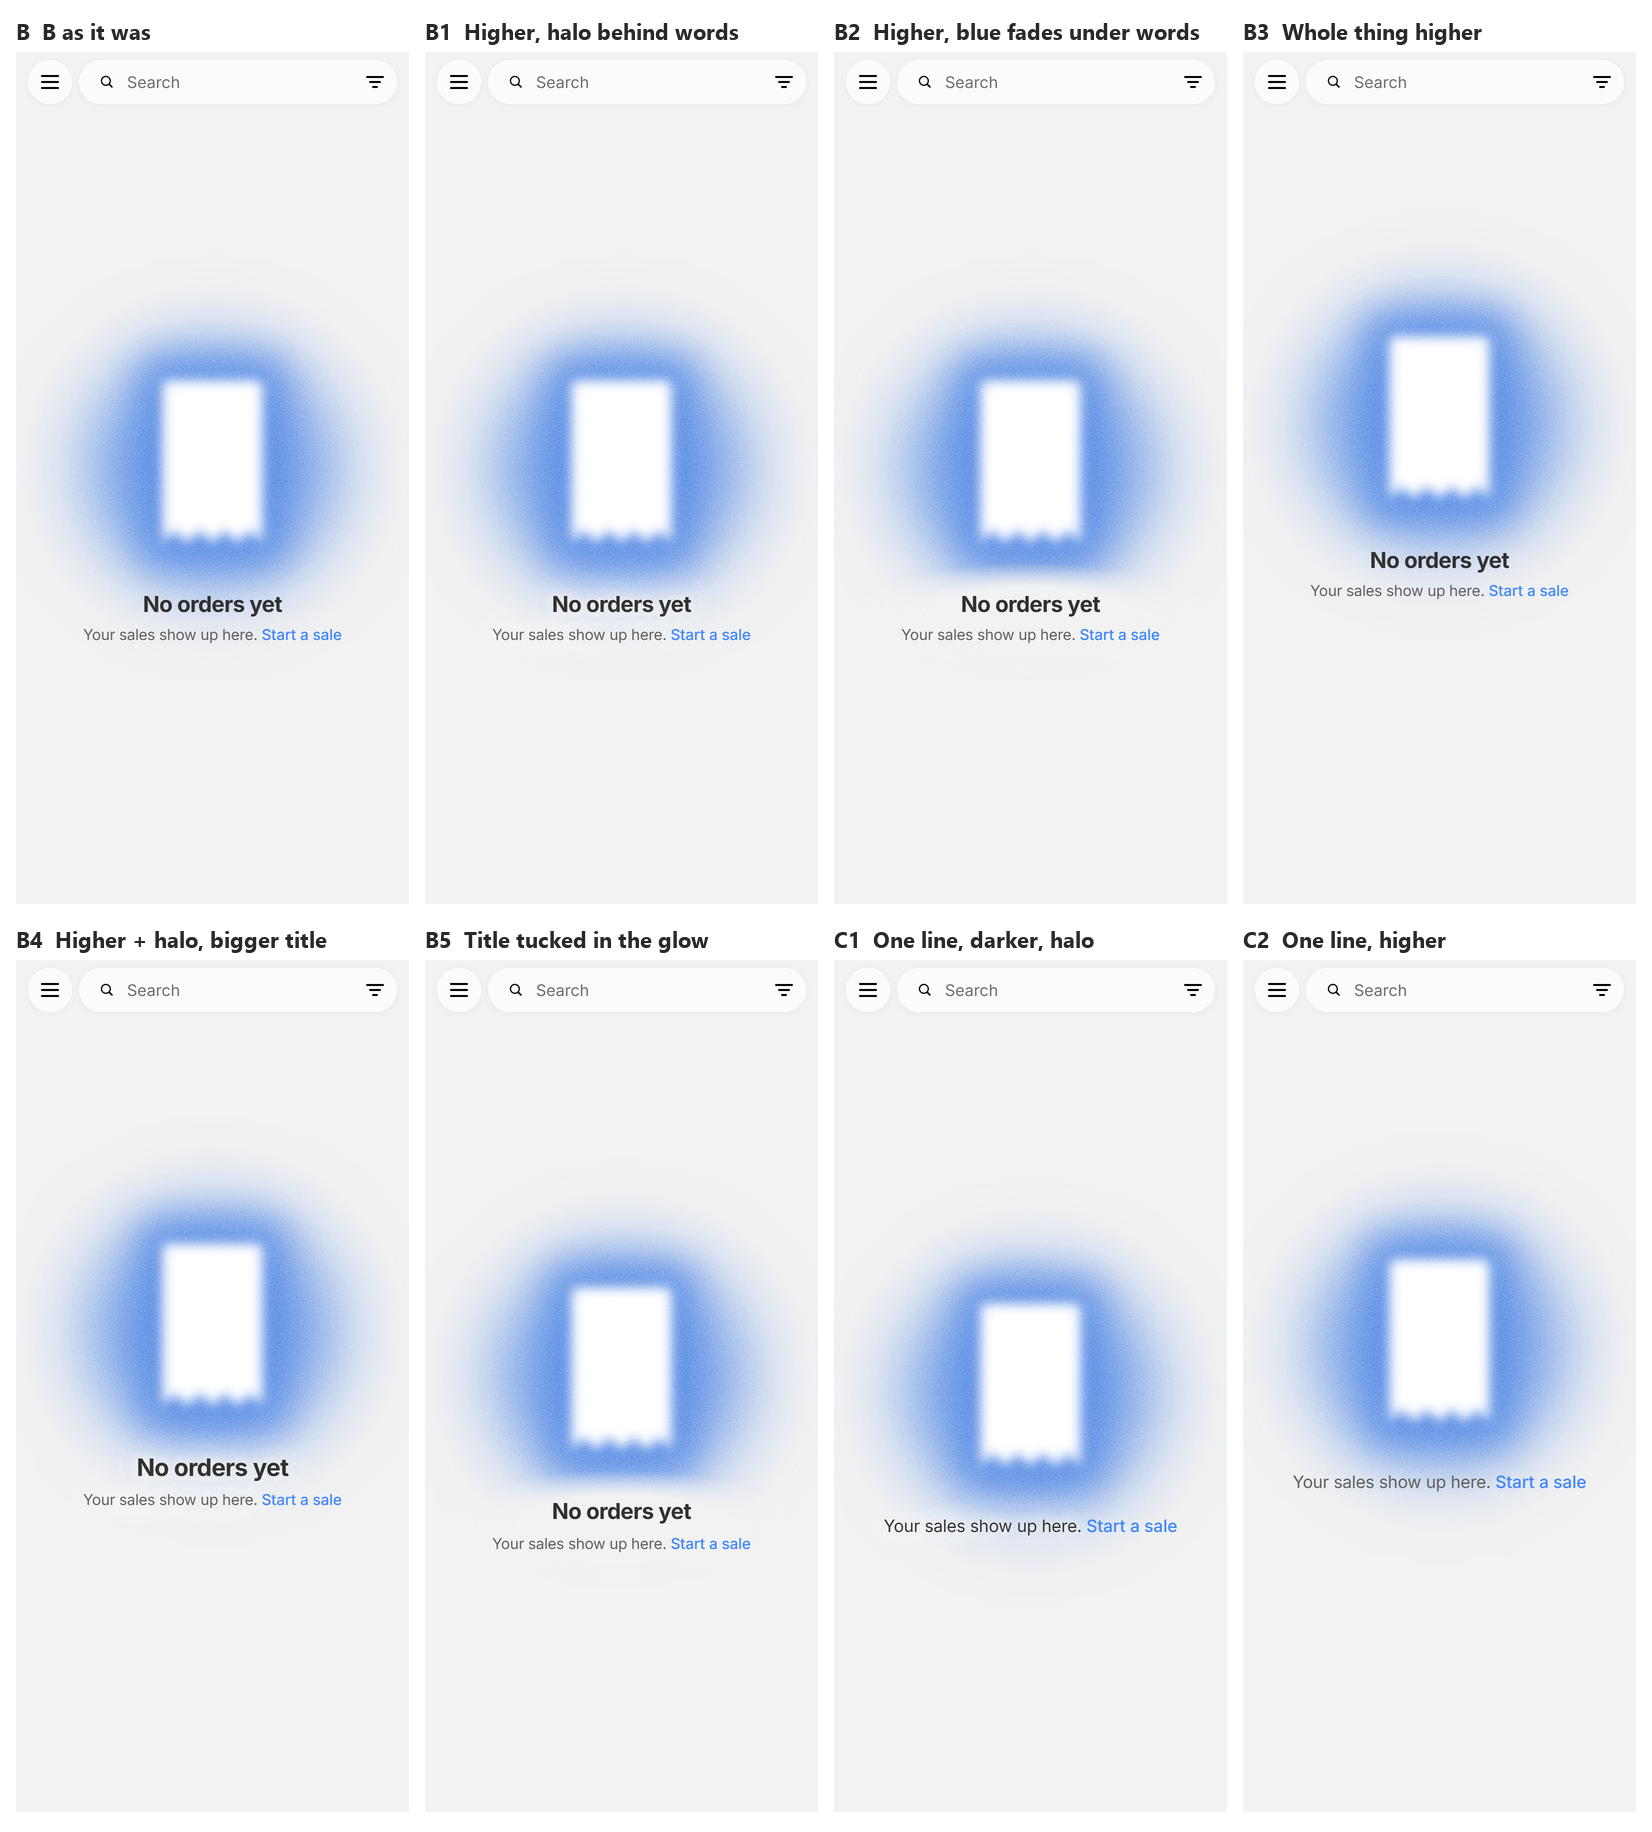 B B as it was
B1 Higher, halo behind words
B2 Higher, blue fades under words
B3 Whole thing higher
Search
Search
Search
Search
No orders yet
Your sales show up here. Start a sale
No orders yet
Your sales show up here. Start a sale
No orders yet
Your sales show up here. Start a sale
No orders yet
Your sales show up here. Start a sale
B4 Higher + halo, bigger title
B5 Title tucked in the glow
C1 One line, darker, halo
C2 One line, higher
Search
Search
Search
Search
No orders yet
Your sales show up here. Start a sale
No orders yet
Your sales show up here. Start a sale
Your sales show up here. Start a sale
Your sales show up here. Start a sale